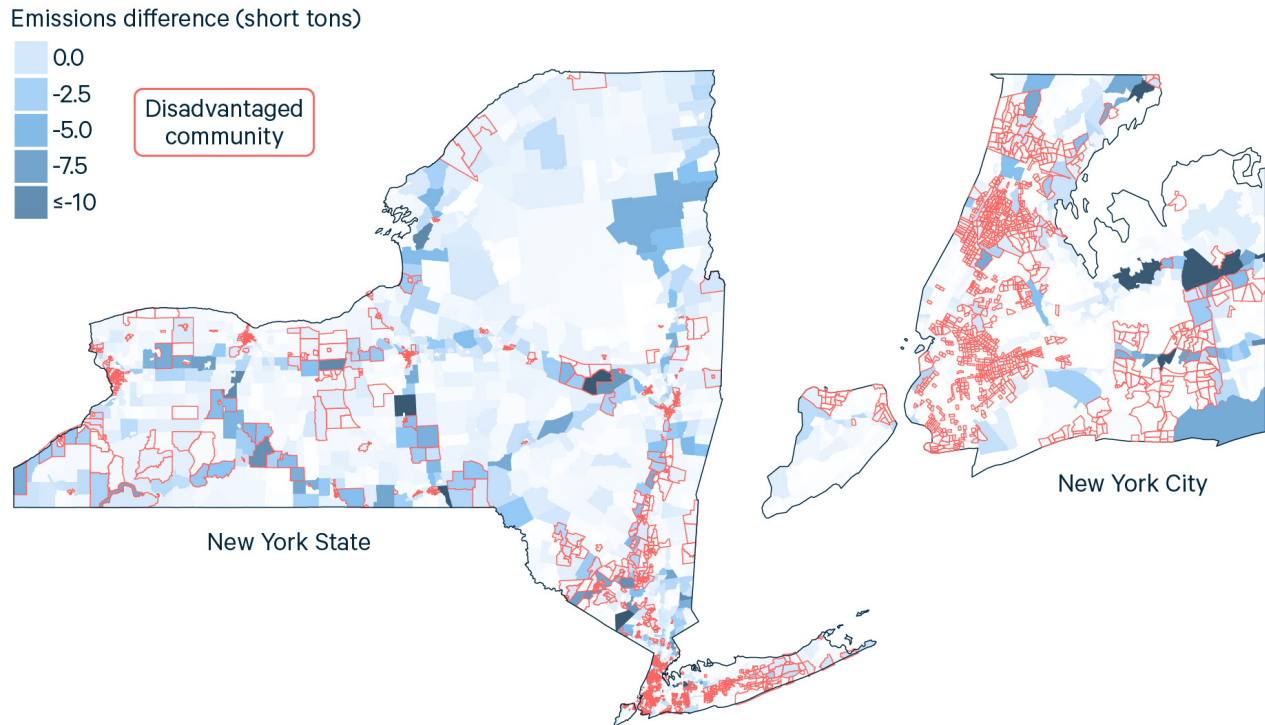 Emissions difference (short tons)
0.0
-2.5
-5.0
-7.5
≤-10
Disadvantaged
community
New York State
New York City